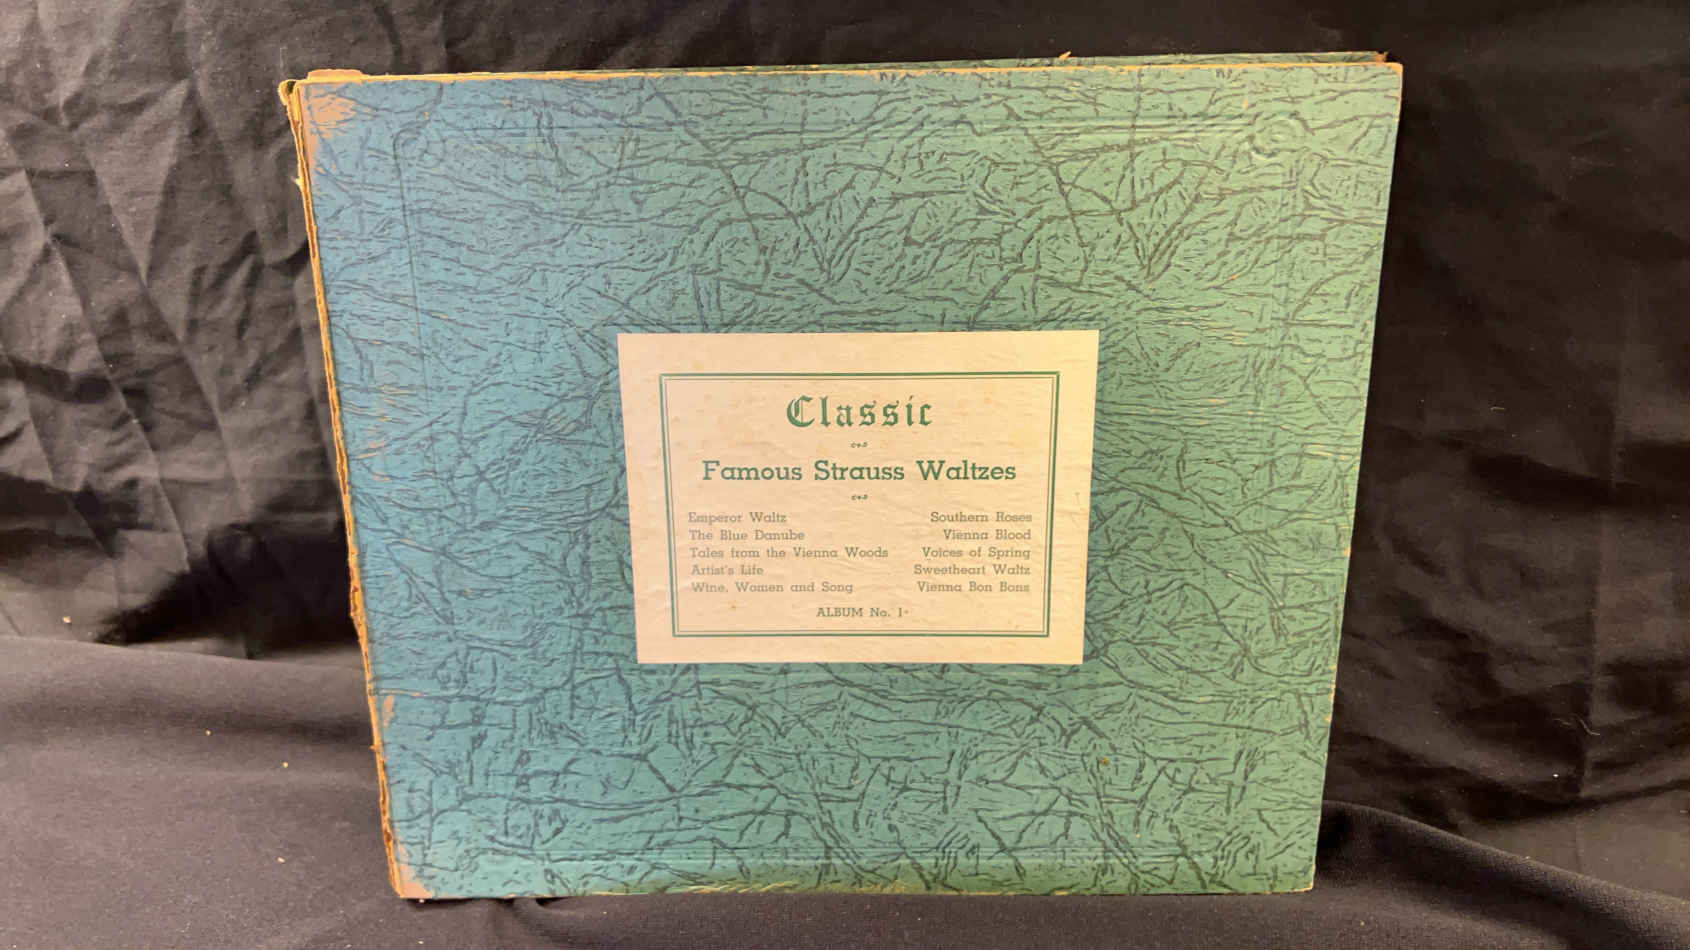 Classic
Famous Strauss Waltzes
Emperor Waltz Southern Roses
The Blue Danube Vienna Blood
Tales from the Vienna Woods Voices of Spring
Artist's Life Sweetheart Waltz
Wine, Women and Song Vienna Bon Bons
ALBUM No. 1